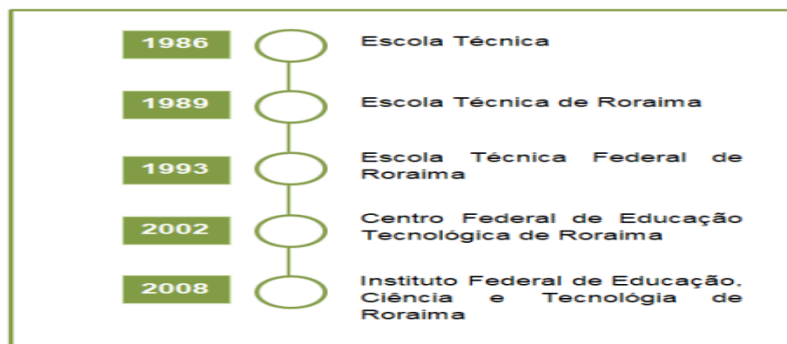 1986 Escola Técnica
1989 Escola Técnica de Roraima
1993 Escola Técnica Federal de
Roraima
2002 Centro Federal de Educação
Tecnológica de Roraima
2008 Instituto Federal de Educação,
Ciência e Tecnológia de
Roraima